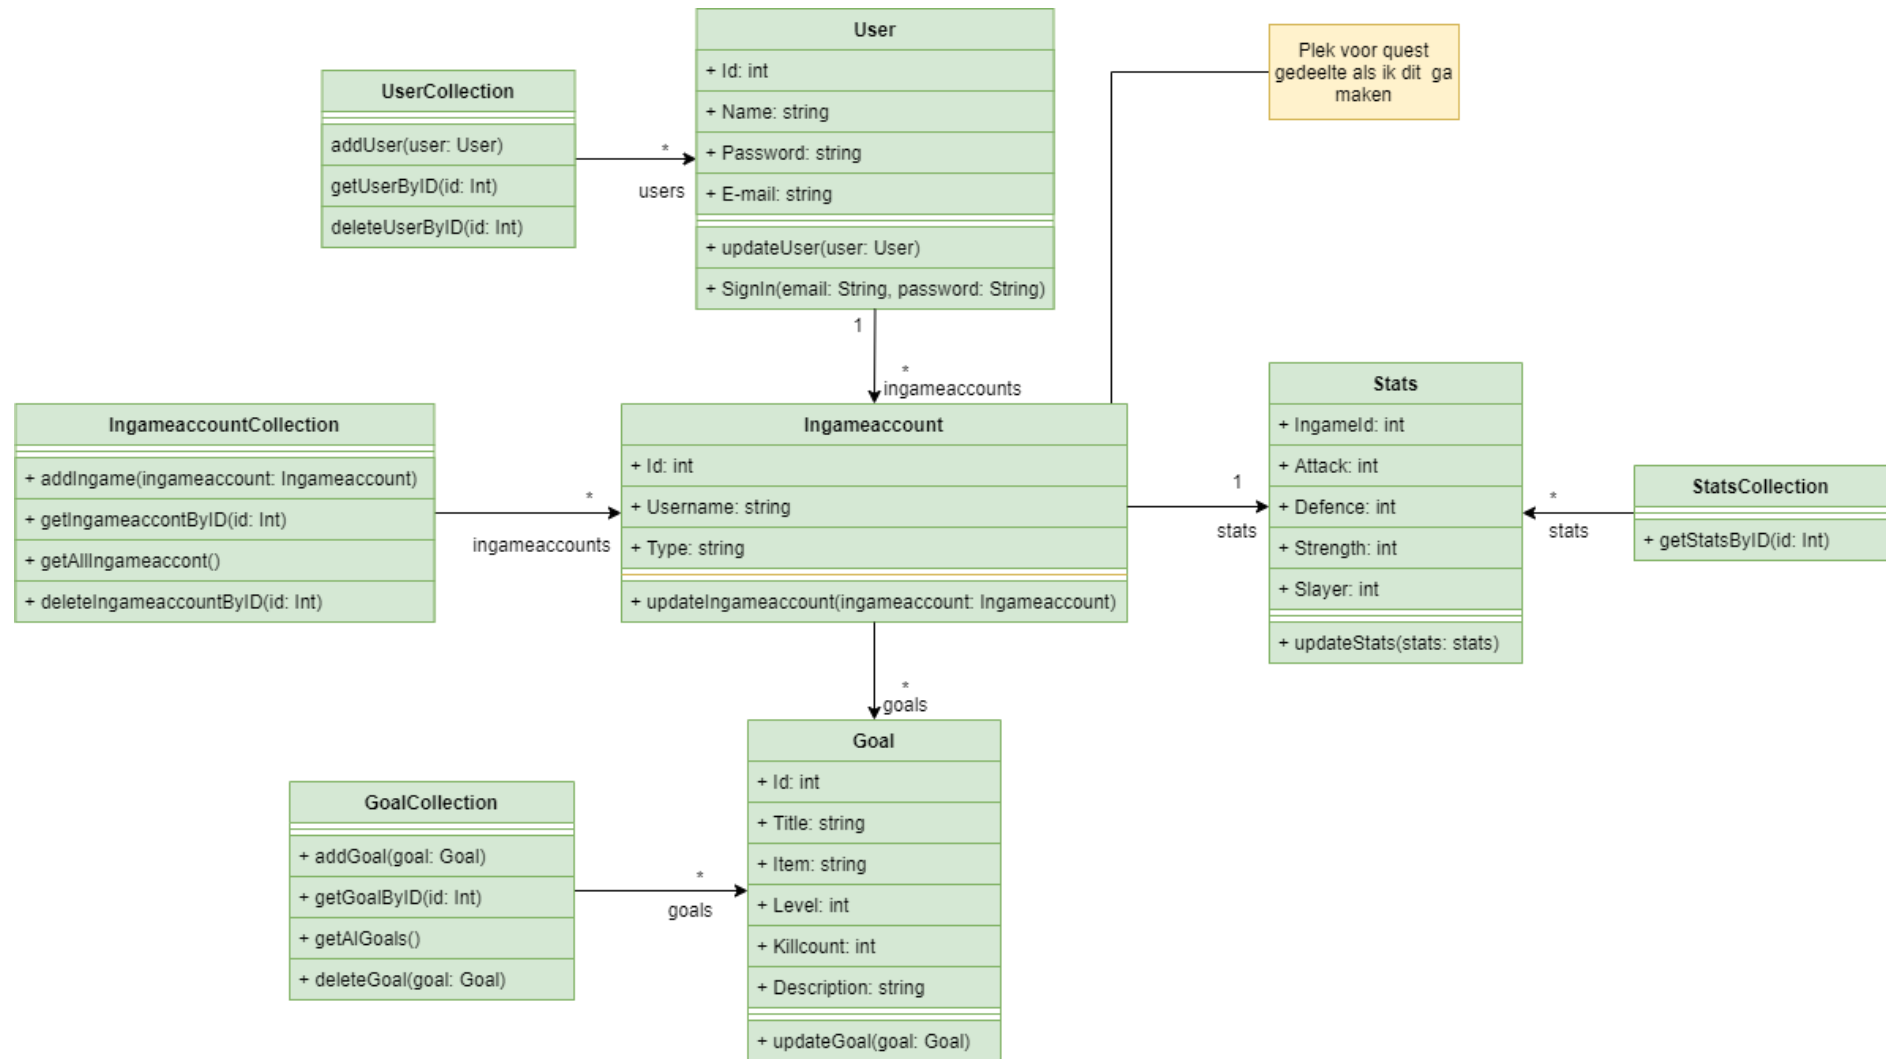 User
+ Id: int
+ Name: string
+ Password: string
+ E-mail: string
+ updateUser(user: User)
+ SignIn(email: String, password: String)
Plek voor quest
gedeelte als ik dit ga
maken
UserCollection
addUser(user: User)
getUserByID(id: Int)
deleteUserByID(id: Int)
*
users
1
*
ingameaccounts
IngameaccountCollection
+ addIngame(ingameaccount: Ingameaccount)
+ getIngameaccontByID(id: Int)
+ getAllIngameaccont()
+ deleteIngameaccountByID(id: Int)
*
ingameaccounts
Ingameaccount
+ Id: int
+ Username: string
+ Type: string
+ updateIngameaccount(ingameaccount: Ingameaccount)
1
stats
Stats
+ IngameId: int
+ Attack: int
+ Defence: int
+ Strength: int
+ Slayer: int
+ updateStats(stats: stats)
*
stats
StatsCollection
+ getStatsByID(id: Int)
*
goals
Goal
+ Id: int
+ Title: string
+ Item: string
+ Level: int
+ Killcount: int
+ Description: string
+ updateGoal(goal: Goal)
GoalCollection
+ addGoal(goal: Goal)
+ getGoalByID(id: Int)
+ getAlGoals()
+ deleteGoal(goal: Goal)
*
goals